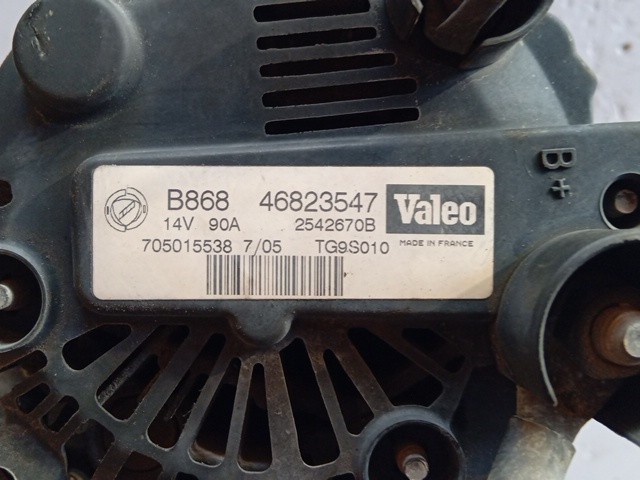 B868 46823547 Valeo
14V 90A 2542670B
705015538 7/05 TG9S010 MADE IN FRANCE
B+